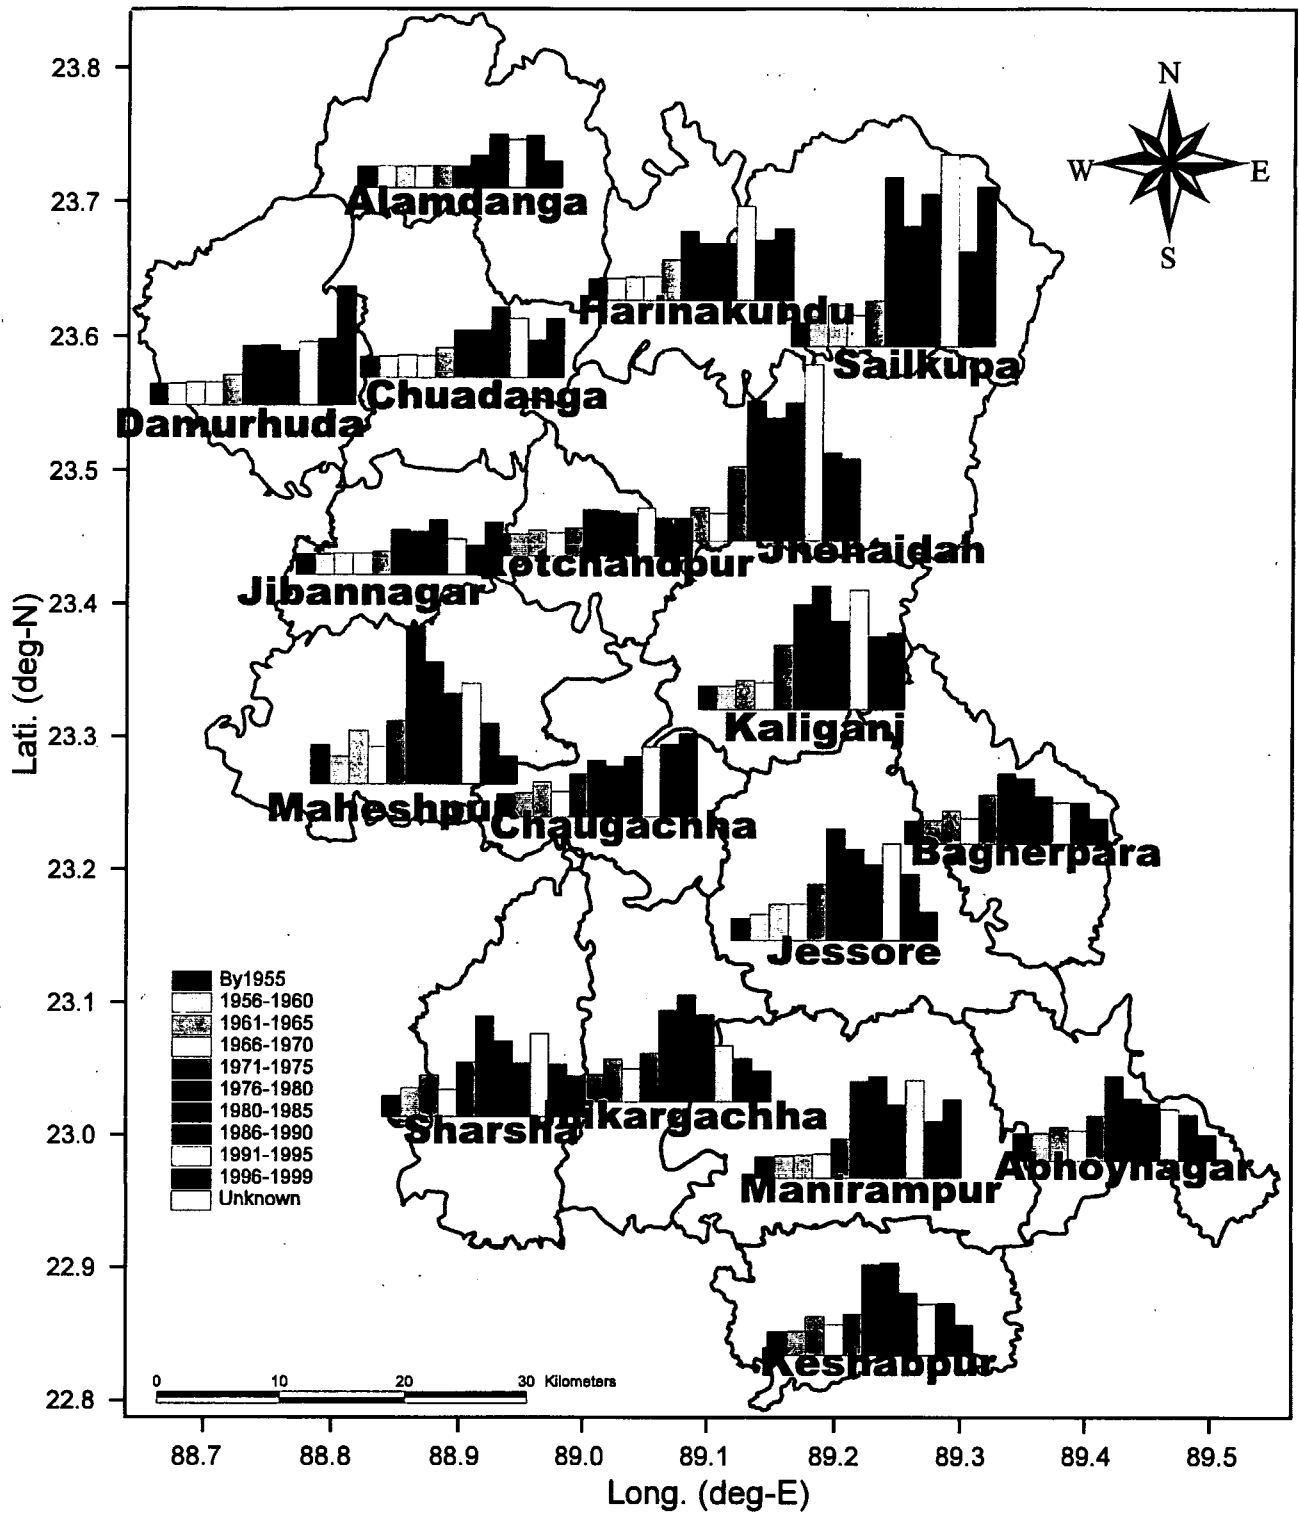 N
W E
S
23.8
23.7
23.6
23.5
23.4
23.3
23.2
23.1
23.0
22.9
22.8
Lati. (deg-N)
Alamdanga
Harinakundu
Sailkupa
Chuadanga
Damurhuda
Jhenaidah
Kotchandpur
Jibannagar
Kaliganj
Maheshpur
Chaugachha
Bagherpara
Jessore
By1955
1956-1960
1961-1965
1966-1970
1971-1975
1976-1980
1980-1985
1986-1990
1991-1995
1996-1999
Unknown
Sharsha
kargachha
Abhoynagar
Manirampur
Keshabpur
0 10 20 30 Kilometers
88.7 88.8 88.9 89.0 89.1 89.2 89.3 89.4 89.5
Long. (deg-E)